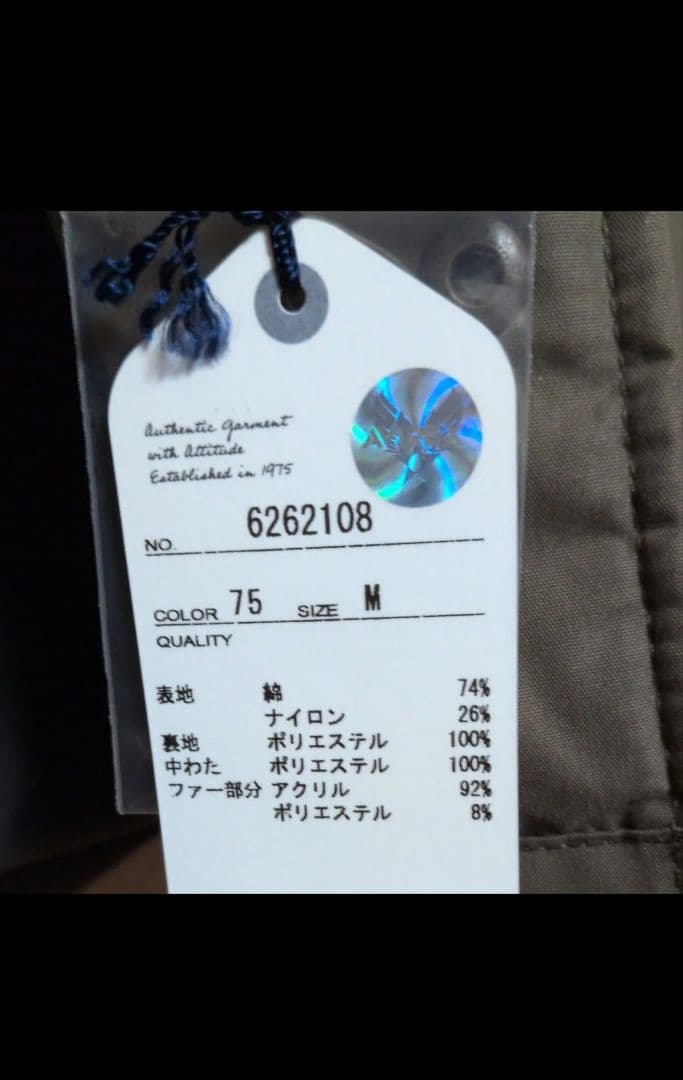 Authentic Garment
with Altitude
Established in 1975
NO. 6262108
COLOR 75 SIZE M
QUALITY
表地 綿 74%
ナイロン 26%
裏地 ポリエステル 100%
中わた ポリエステル 100%
ファー部分 アクリル 92%
ポリエステル 8%